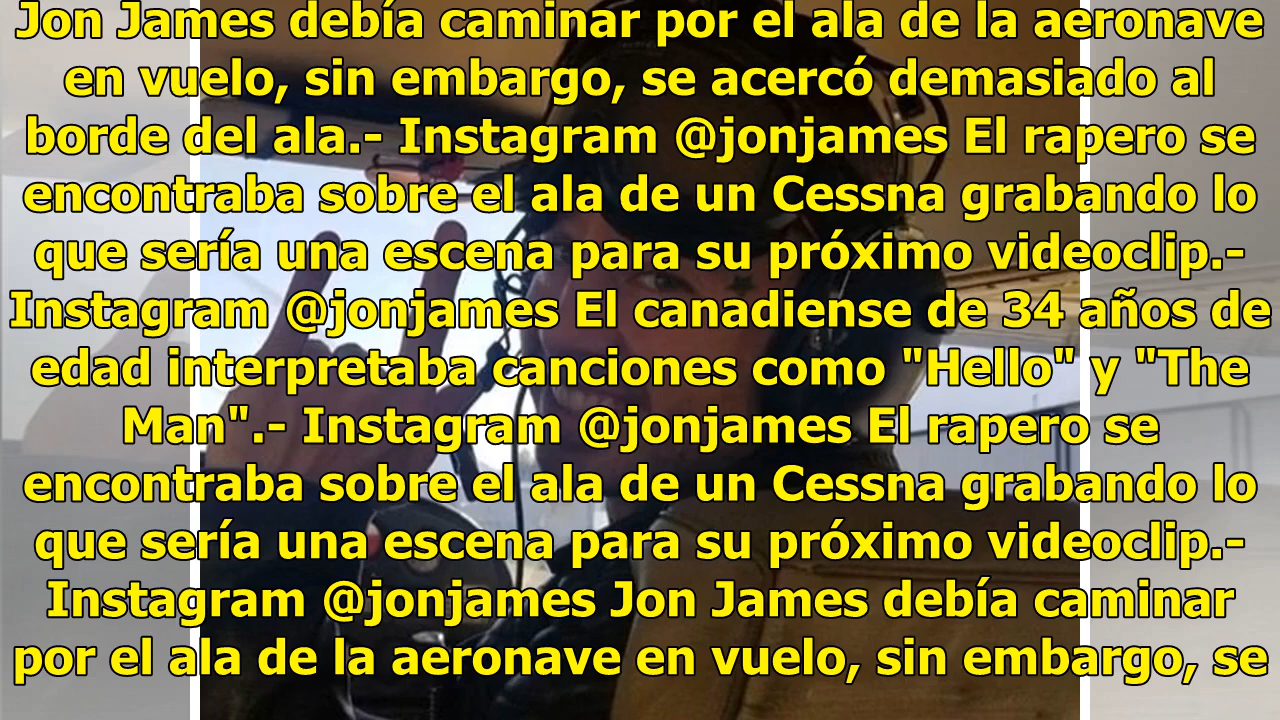 Jon James debía caminar por el ala de la aeronave
en vuelo, sin embargo, se acercó demasiado al
borde del ala.- Instagram @jonjames El rapero se
encontraba sobre el ala de un Cessna grabando lo
que sería una escena para su próximo videoclip.-
Instagram @jonjames El canadiense de 34 años de
edad interpretaba canciones como "Hello" y "The
Man".- Instagram @jonjames El rapero se
encontraba sobre el ala de un Cessna grabando lo
que sería una escena para su próximo videoclip.-
Instagram @jonjames Jon James debía caminar
por el ala de la aeronave en vuelo, sin embargo, se